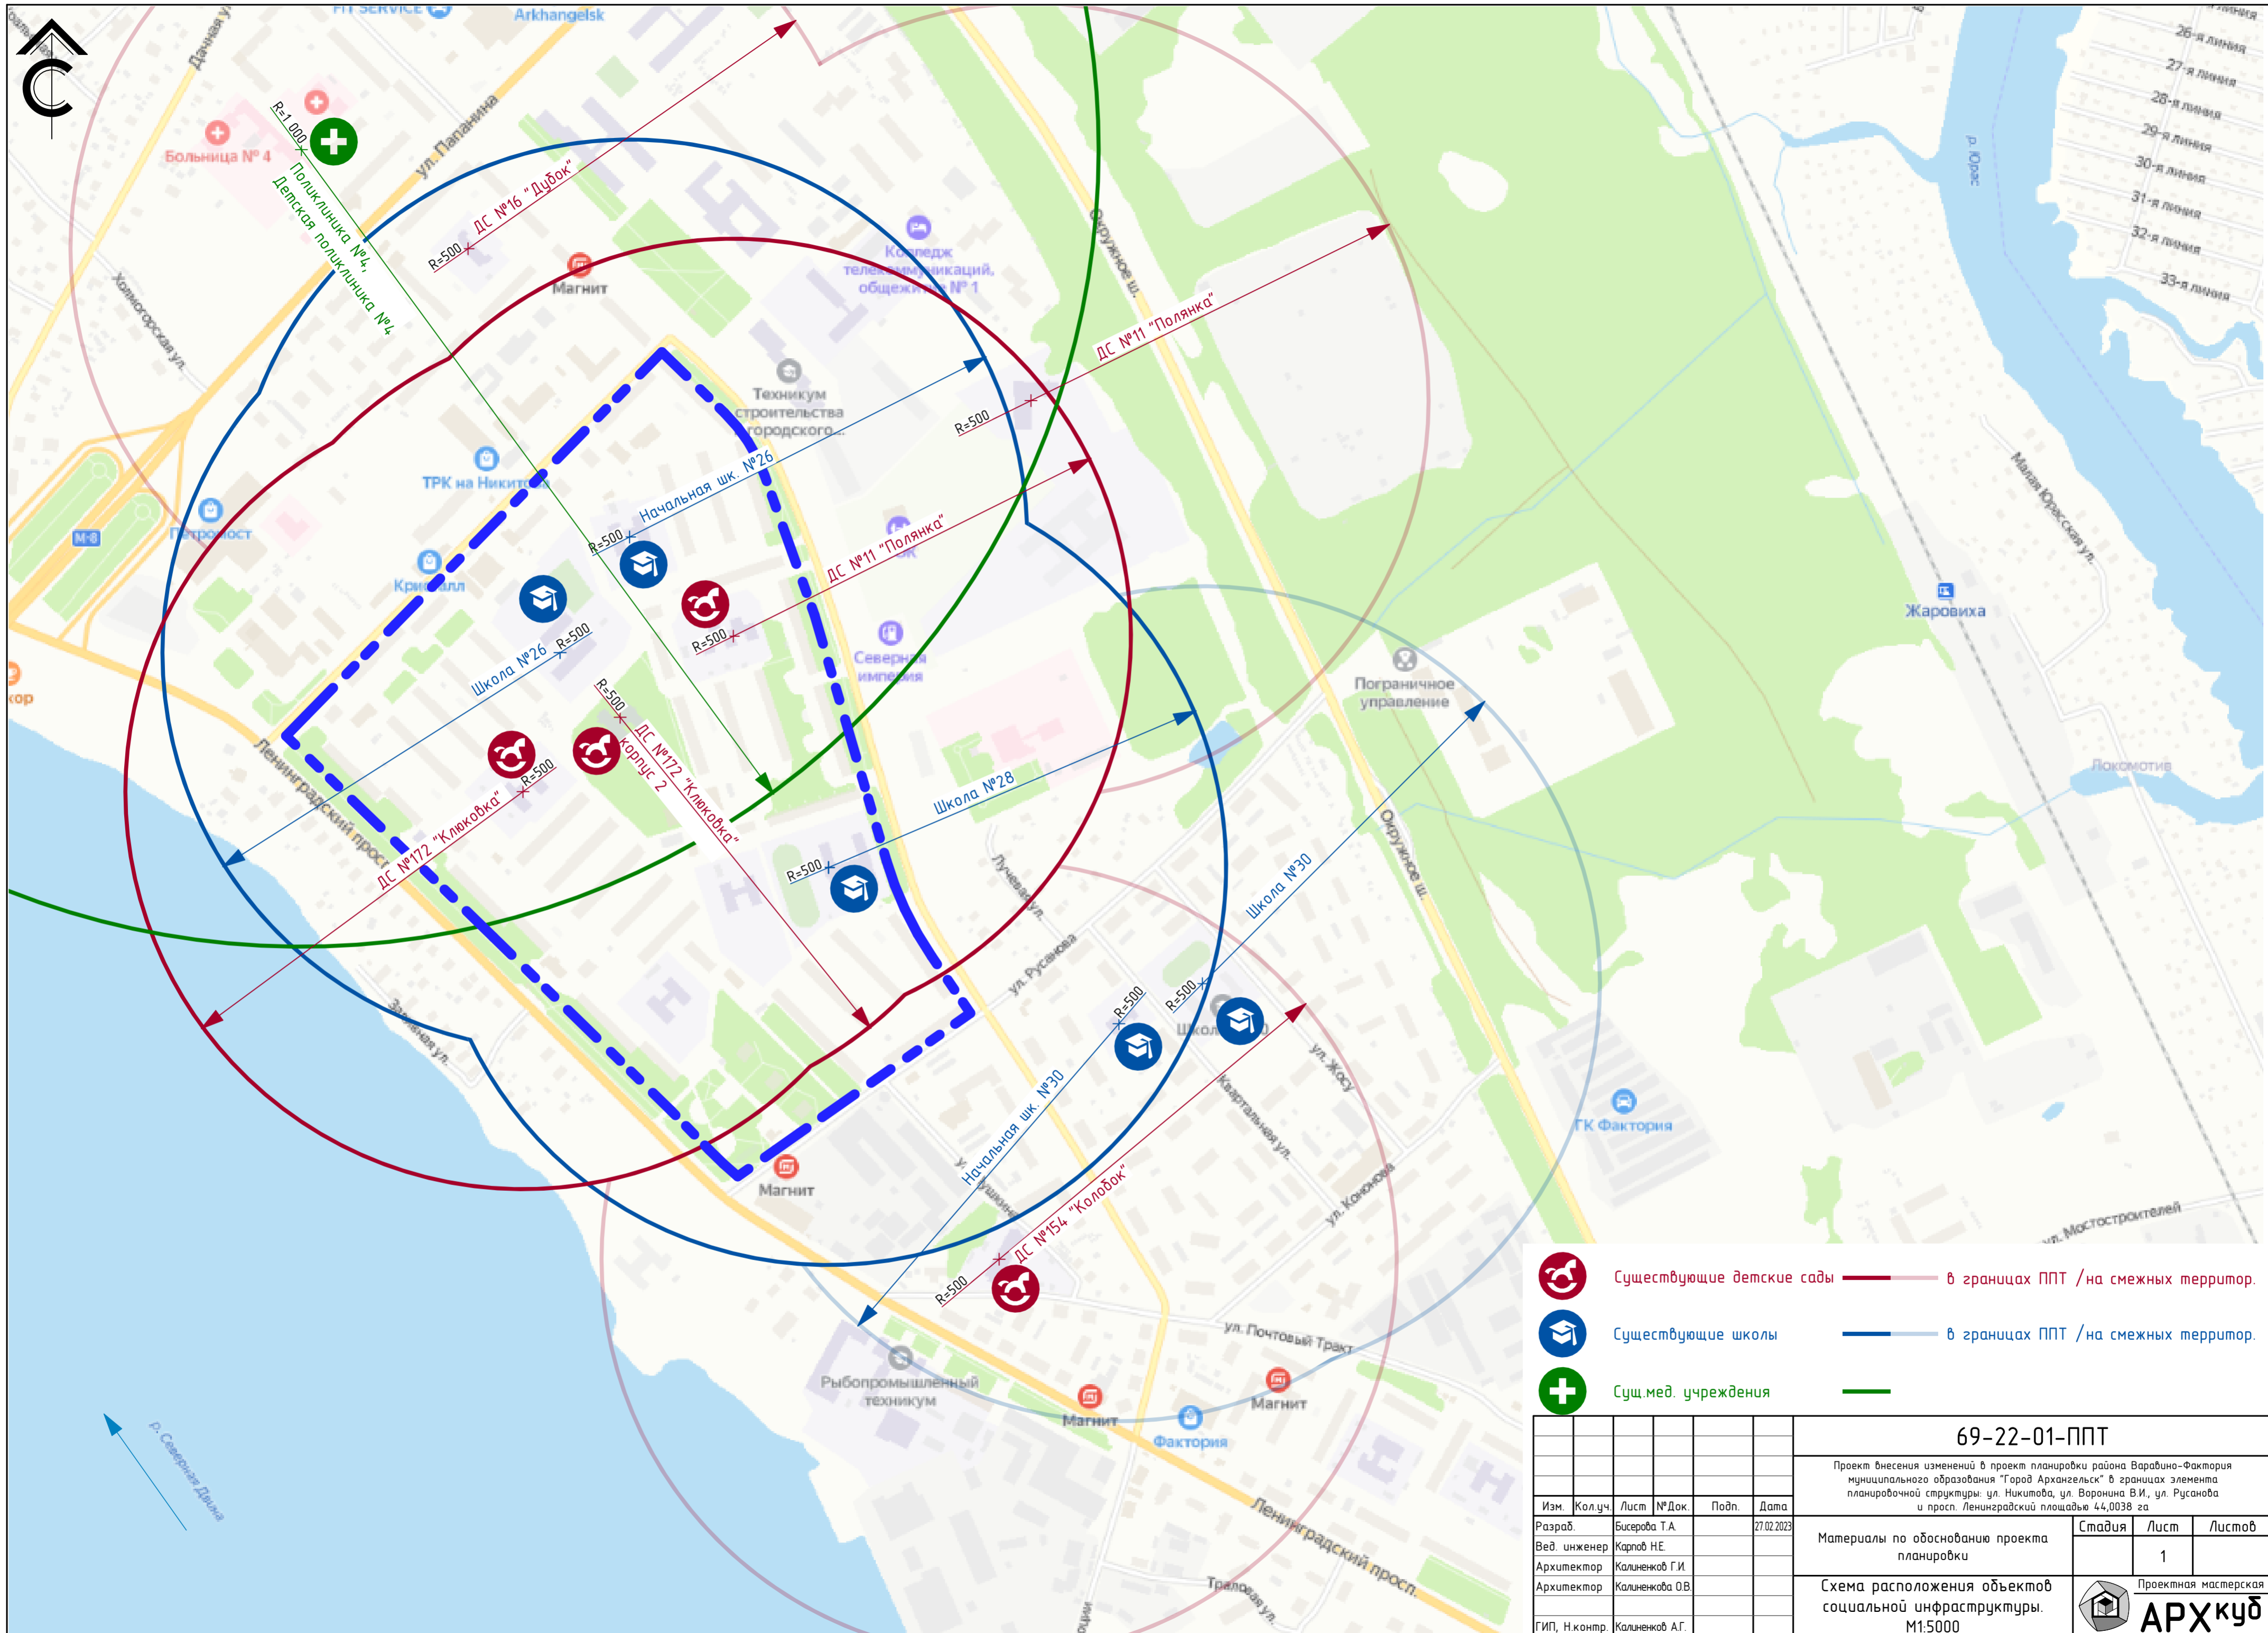 FIT SERVICE
Arkhangelsk
С
Дачная ул.
ул. Папанина
Больница № 4
R=1 000
Поликлиника №4,
Детская поликлиника №4
ДС №16 "Дубок"
R=500
Магнит
Колледж
телекоммуникаций,
общежитие № 1
Окружное ш.
Холмогорская ул.
26-я линия
27-я линия
28-я линия
29-я линия
30-я линия
31-я линия
32-я линия
33-я линия
р. Юрас
ДС №11 "Полянка"
R=500
Техникум
строительства
городского...
ТРК на Никитова
Петромост
М-8
Кристалл
Начальная шк. №26
R=500
ДС №11 "Полянка"
R=500
Школа №26
R=500
Северная
империя
Пограничное
управление
Малая Юрасская ул.
Жаровиха
Локомотив
R=500
ДС №172 "Клюковка"
корпус 2
R=500
ДС №172 "Клюковка"
Ленинградский просп.
Школа №28
R=500
Лучевая ул.
ул. Русанова
Окружное ш.
Школа №30
R=500
R=500
Начальная шк. №30
ул. Жосу
Квартальная ул.
ул. Кононова
Заливная ул.
Магнит
ДС №154 "Колобок"
R=500
ГК Фактория
ул. Мостостроителей
ул. Почтовый Тракт
Рыбопромышленный
техникум
Магнит
Магнит
Фактория
Ленинградский просп.
Траловая ул.
р. Северная Двина
Существующие детские сады
в границах ППТ /на смежных территор.
Существующие школы
в границах ППТ /на смежных территор.
Сущ.мед. учреждения
69-22-01-ППТ
Проект внесения изменений в проект планировки района Варавино-Фактория
муниципального образования "Город Архангельск" в границах элемента
планировочной структуры: ул. Никитова, ул. Воронина В.И., ул. Русанова
и просп. Ленинградский площадью 44,0038 га
Изм. Кол.уч. Лист №Док. Подп. Дата
Разраб. Бисерова Т.А. 27.02.2023
Вед. инженер Карпов Н.Е.
Архитектор Калиненков Г.И.
Архитектор Калиненкова О.В.
ГИП, Н.контр. Калиненков А.Г.
Материалы по обоснованию проекта
планировки
Стадия Лист Листов
1
Схема расположения объектов
социальной инфраструктуры.
М1:5000
Проектная мастерская
АРХкуб